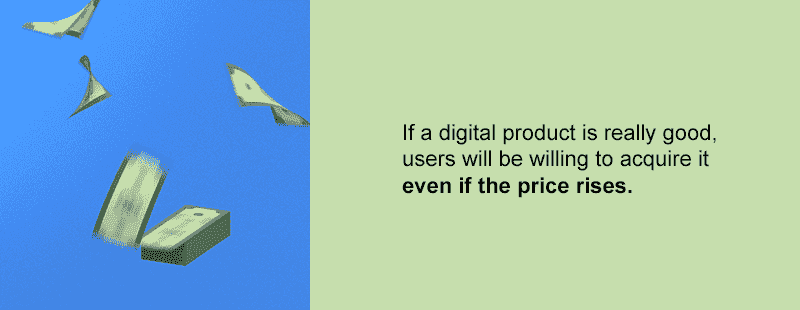 If a digital product is really good,
users will be willing to acquire it
even if the price rises.